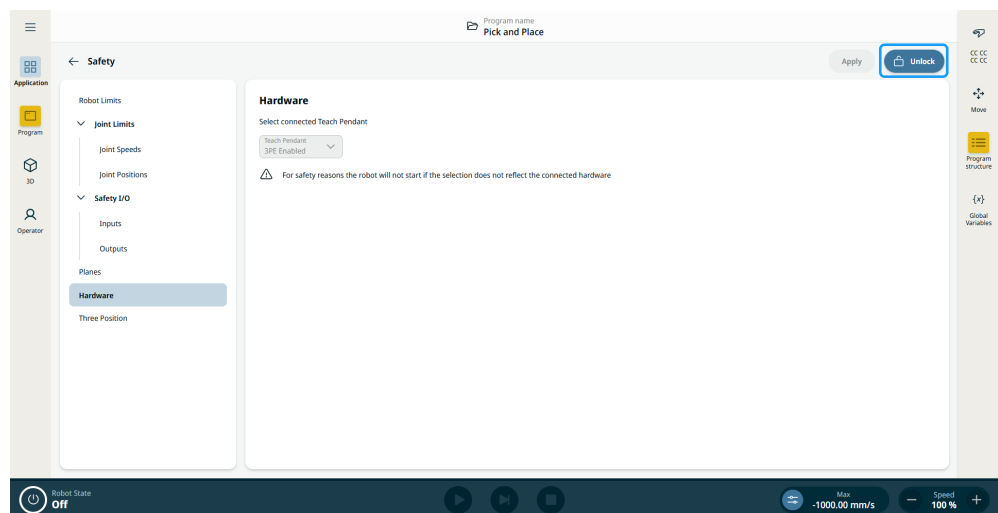 Program name
Pick and Place
Safety
Apply
Unlock
Application
Program
3D
Operator
Robot Limits
Joint Limits
Joint Speeds
Joint Positions
Safety I/O
Inputs
Outputs
Planes
Hardware
Three Position
Hardware
Select connected Teach Pendant
Teach Pendant
3PE Enabled
For safety reasons the robot will not start if the selection does not reflect the connected hardware
CC CC
CC CC
Move
Program
structure
{x}
Global
Variables
Robot State
Off
Max
-1000.00 mm/s
Speed
100 %